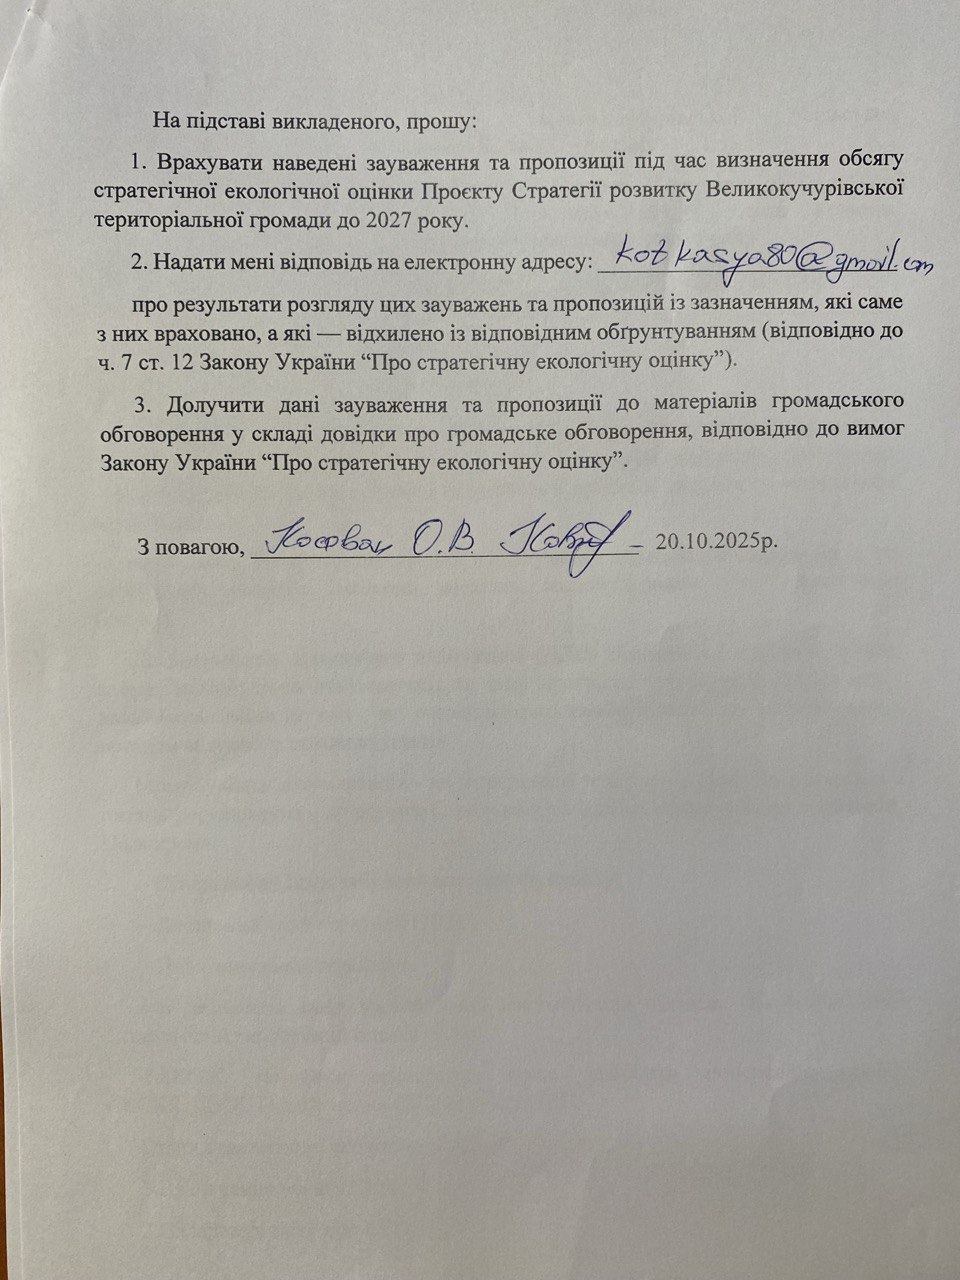 На підставі викладеного, прошу:
1. Врахувати наведені зауваження та пропозиції під час визначення обсягу
стратегічної екологічної оцінки Проєкту Стратегії розвитку Великокучурівської
територіальної громади до 2027 року.
2. Надати мені відповідь на електронну адресу: kotkasya80@gmail.com
про результати розгляду цих зауважень та пропозицій із зазначенням, які саме
з них враховано, а які — відхилено із відповідним обґрунтуванням (відповідно до
ч. 7 ст. 12 Закону України “Про стратегічну екологічну оцінку”).
3. Долучити дані зауваження та пропозиції до матеріалів громадського
обговорення у складі довідки про громадське обговорення, відповідно до вимог
Закону України “Про стратегічну екологічну оцінку”.
З повагою, О.В. 20.10.2025р.